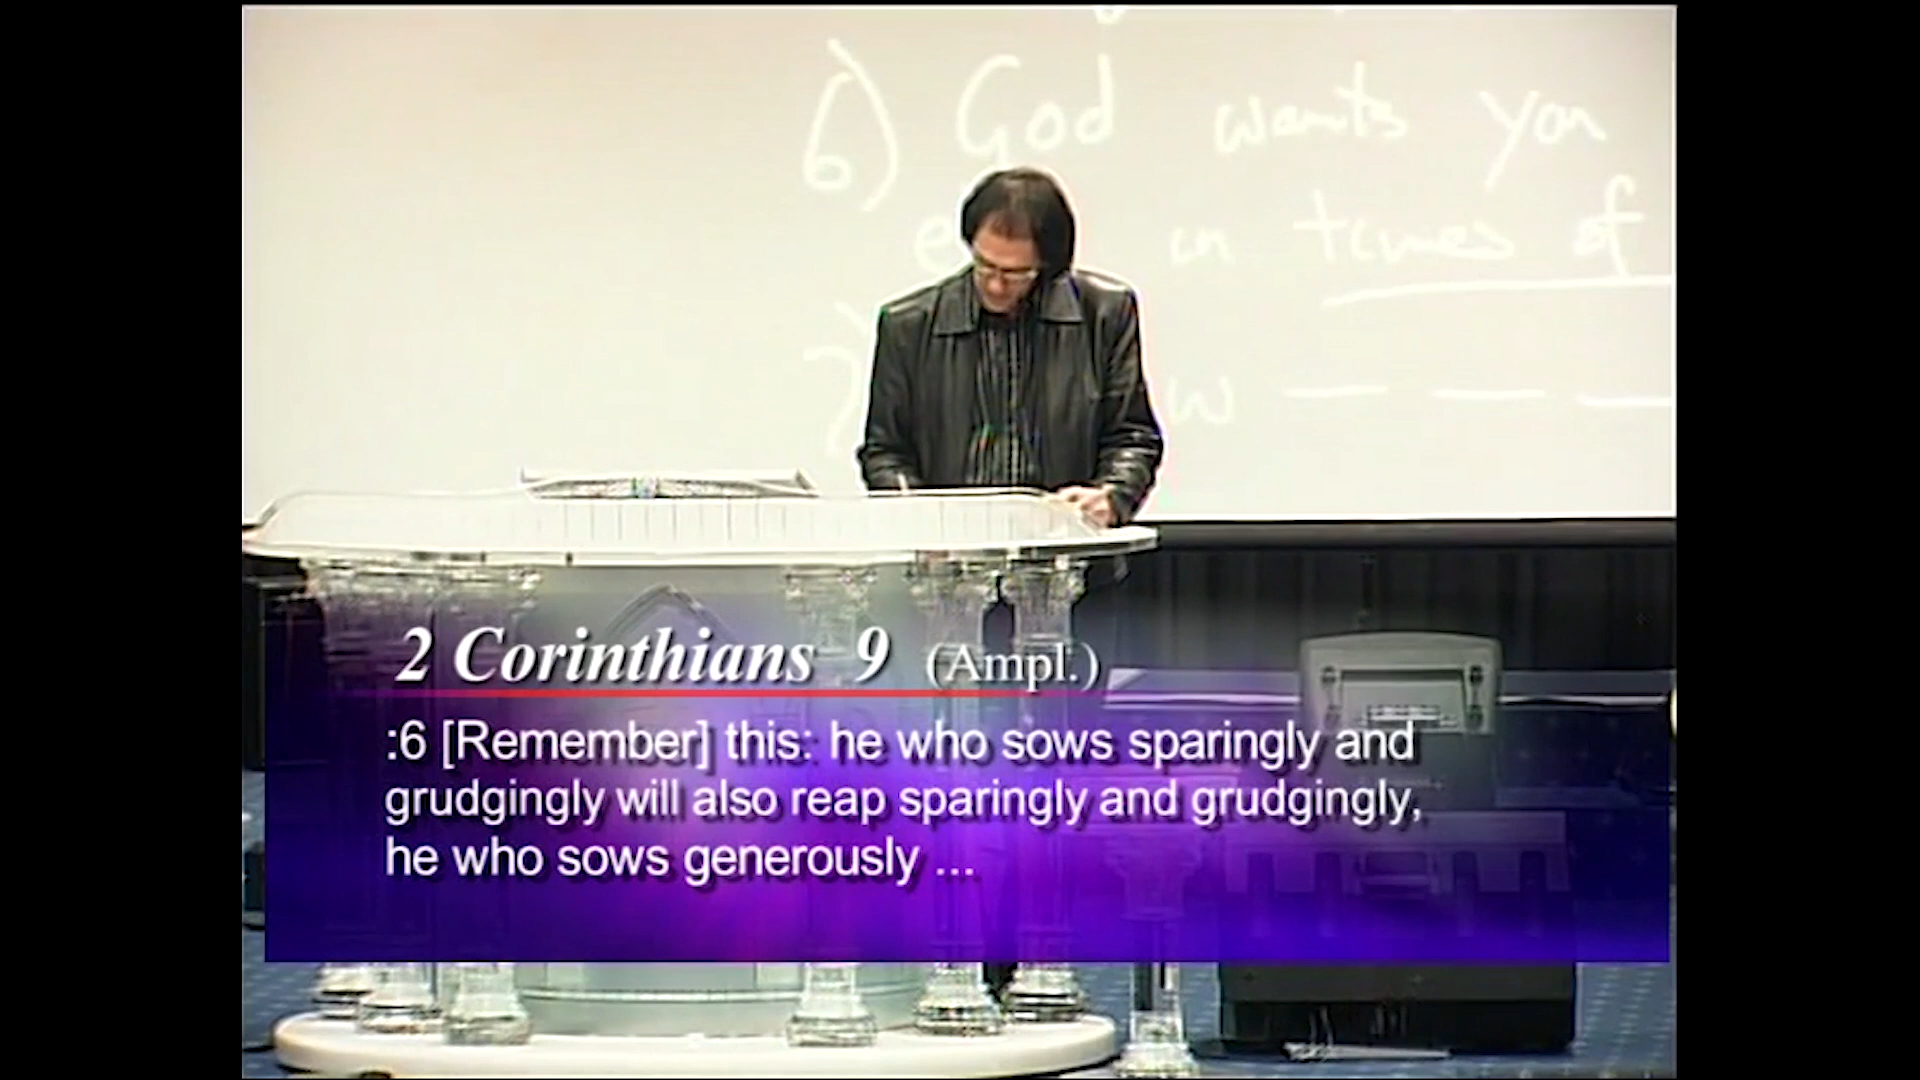 6) God wants you
in times of
w
2 Corinthians 9 (Ampl.)
:6 [Remember] this: he who sows sparingly and
grudgingly will also reap sparingly and grudgingly,
he who sows generously ...